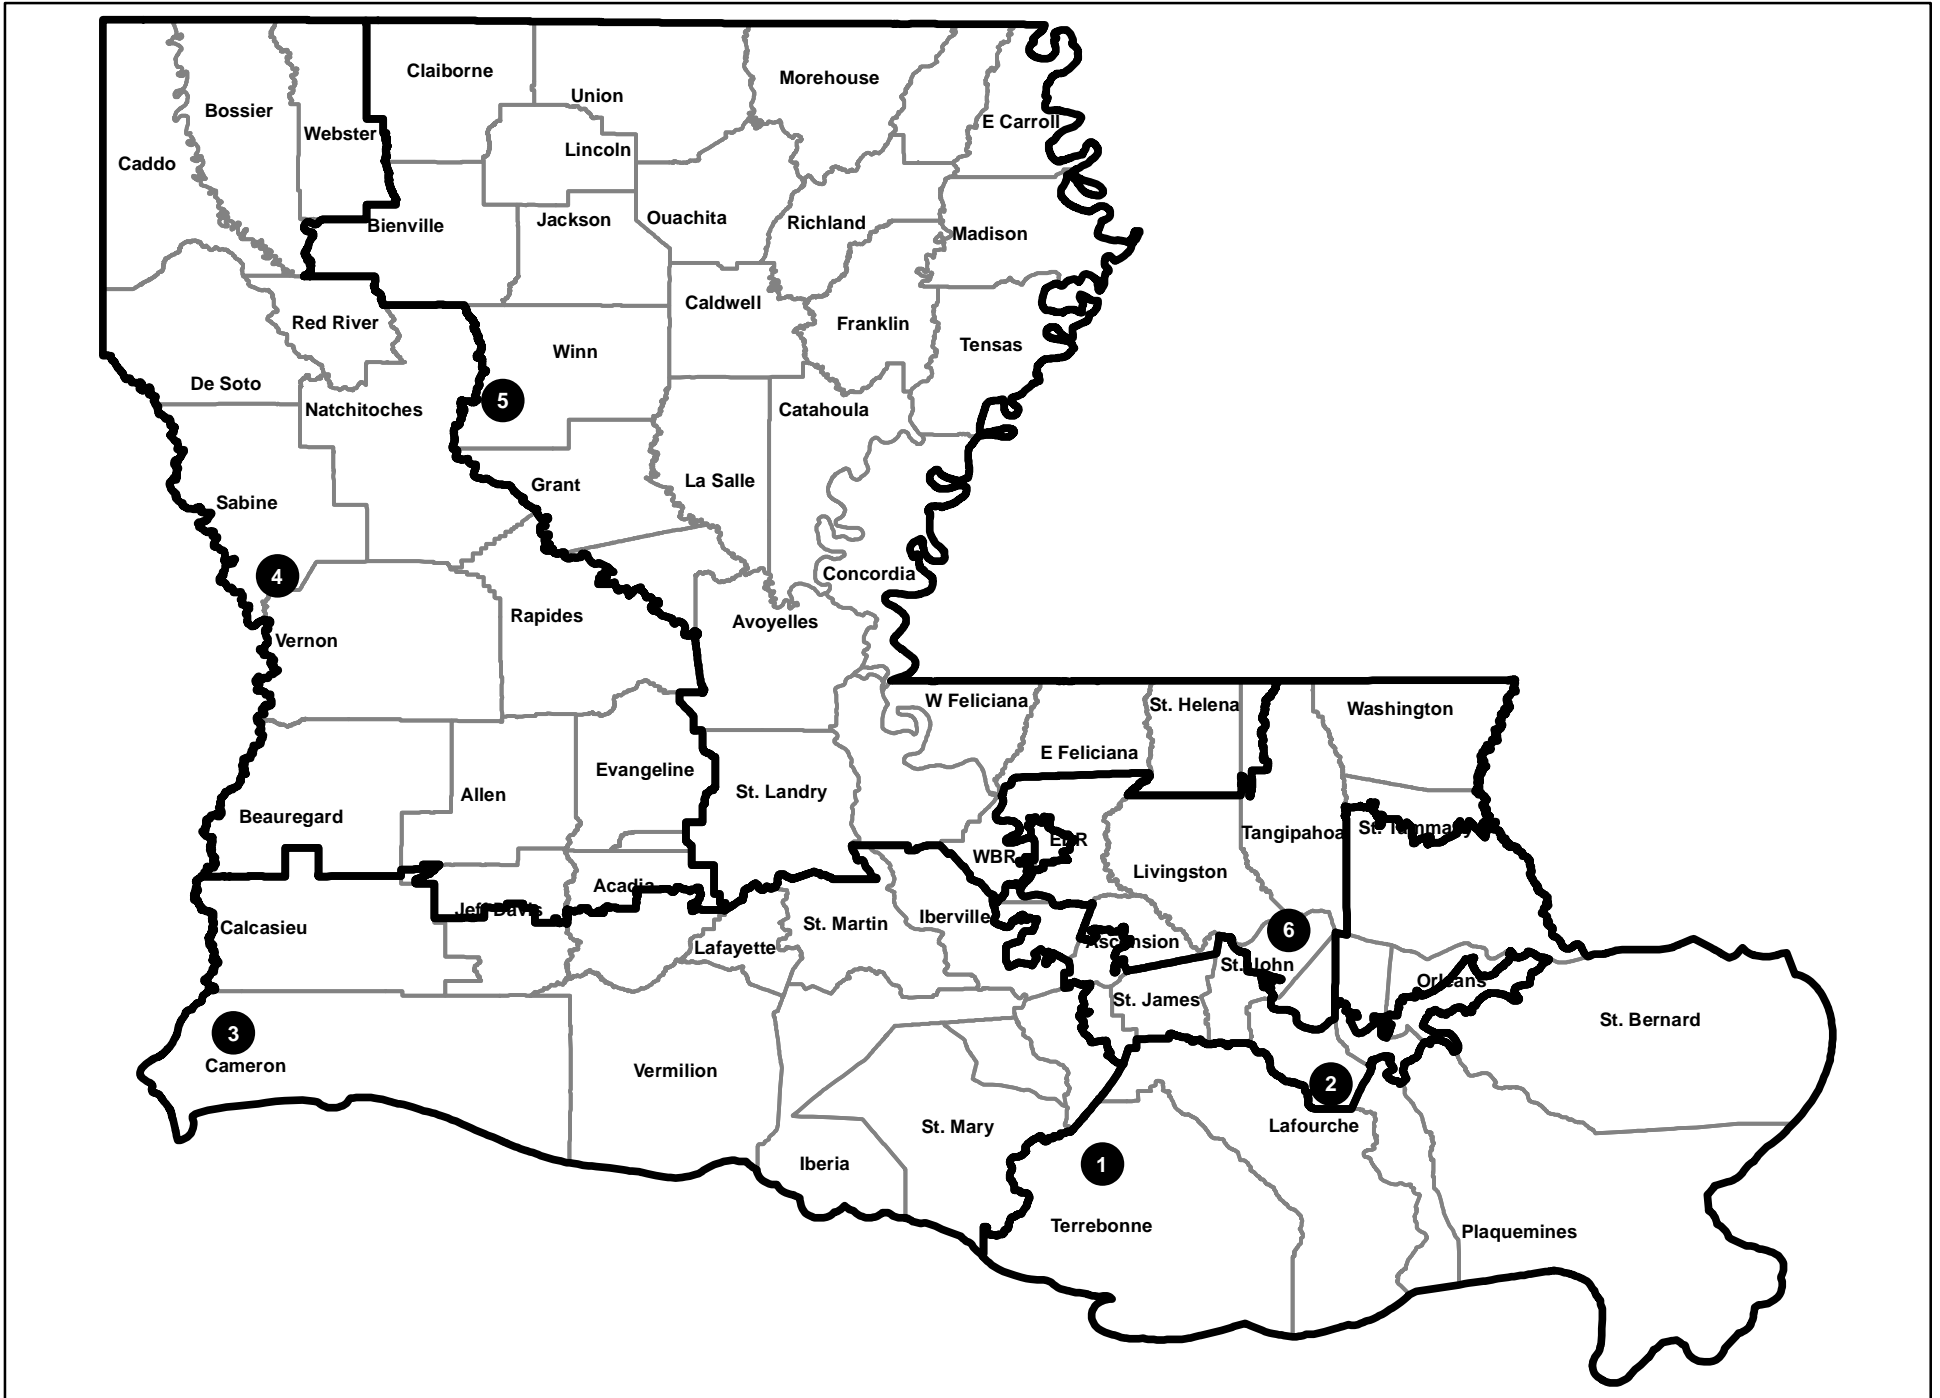 Claiborne
Morehouse
Union
Bossier
E Carroll
Webster
Lincoln
Caddo
Ouachita
Jackson
Richland
Bienville
Madison
Caldwell
Red River
Franklin
Tensas
Winn
De Soto
5
Natchitoches
Catahoula
La Salle
Grant
Sabine
4
Concordia
Rapides
Avoyelles
Vernon
W Feliciana
St. Helena
Washington
E Feliciana
Evangeline
St. Landry
Allen
Beauregard
St. Tammany
Tangipahoa
EBR
WBR
Livingston
Acadia
Jeff Davis
Iberville
St. Martin
Calcasieu
6
Lafayette
Ascension
St. John
Orleans
St. James
St. Bernard
3
Cameron
Vermilion
2
St. Mary
Lafourche
Iberia
1
Terrebonne
Plaquemines